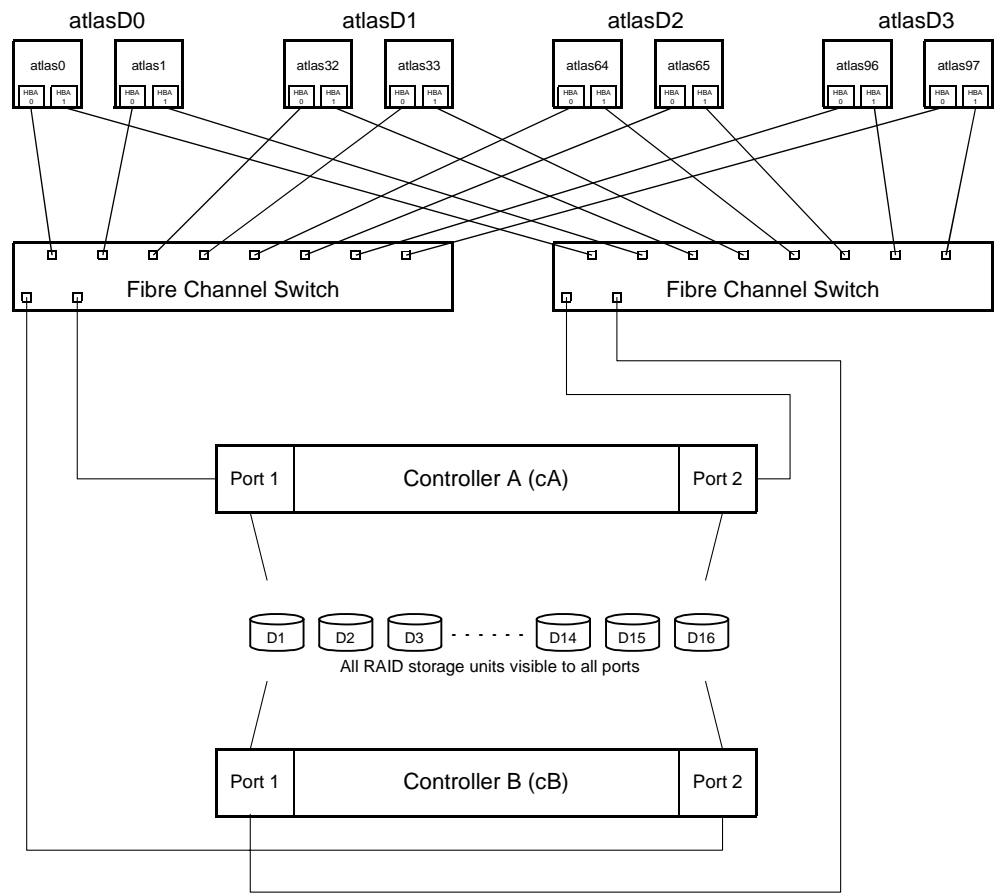 atlasD0 atlasD1 atlasD2 atlasD3
atlas0 atlas1 atlas32 atlas33 atlas64 atlas65 atlas96 atlas97
HBA 0 HBA 1 HBA 0 HBA 1 HBA 0 HBA 1 HBA 0 HBA 1 HBA 0 HBA 1 HBA 0 HBA 1 HBA 0 HBA 1 HBA 0 HBA 1
Fibre Channel Switch Fibre Channel Switch
Port 1 Controller A (cA) Port 2
D1 D2 D3 - - - - - - D14 D15 D16
All RAID storage units visible to all ports
Port 1 Controller B (cB) Port 2